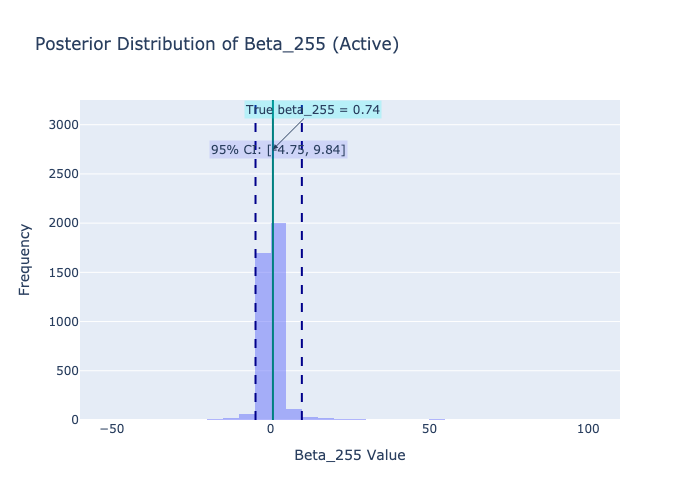 Posterior Distribution of Beta_255 (Active)
True beta_255 = 0.74
95% CI: [-4.75, 9.84]
3000
2500
2000
1500
1000
500
0
Frequency
−50
0
50
100
Beta_255 Value